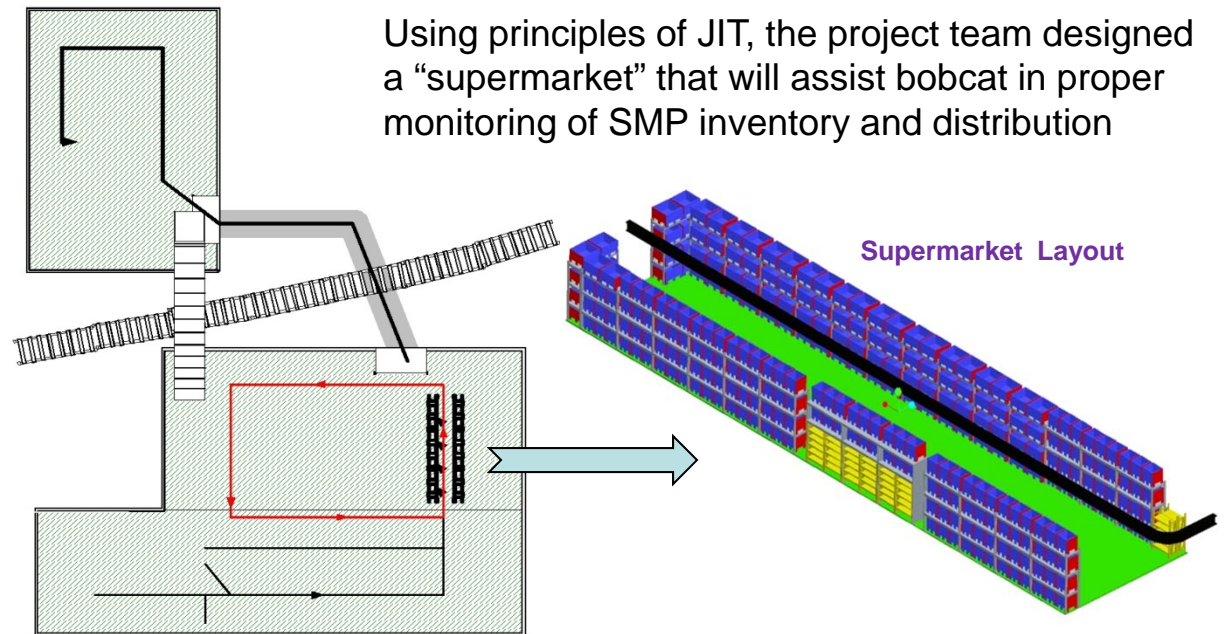 Using principles of JIT, the project team designed
a “supermarket” that will assist bobcat in proper
monitoring of SMP inventory and distribution
Supermarket Layout